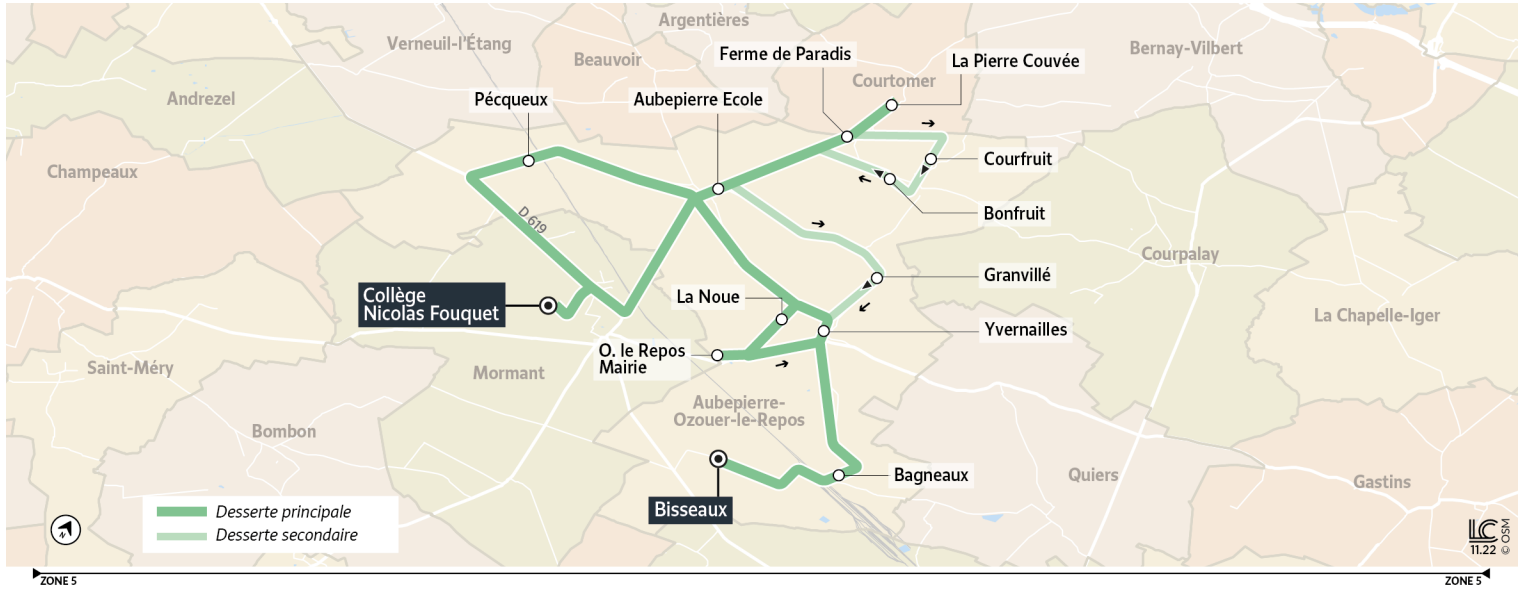 Argentières
Verneuil-l'Étang
Beauvoir
Ferme de Paradis
La Pierre Couvée
Bernay-Vilbert
Courtomer
Andrezel
Pécqueux
Aubepierre Ecole
Champeaux
Courfruit
Bonfruit
D 619
Courpalay
Granvillé
Collège
Nicolas Fouquet
La Noue
Yvernailles
La Chapelle-Iger
O. le Repos
Mairie
Saint-Méry
Mormant
Aubepierre-
Ozouer-le-Repos
Bombon
Bagneaux
Quiers
Gastins
Bisseaux
Desserte principale
Desserte secondaire
N
LC
11.22
© OSM
ZONE 5
ZONE 5